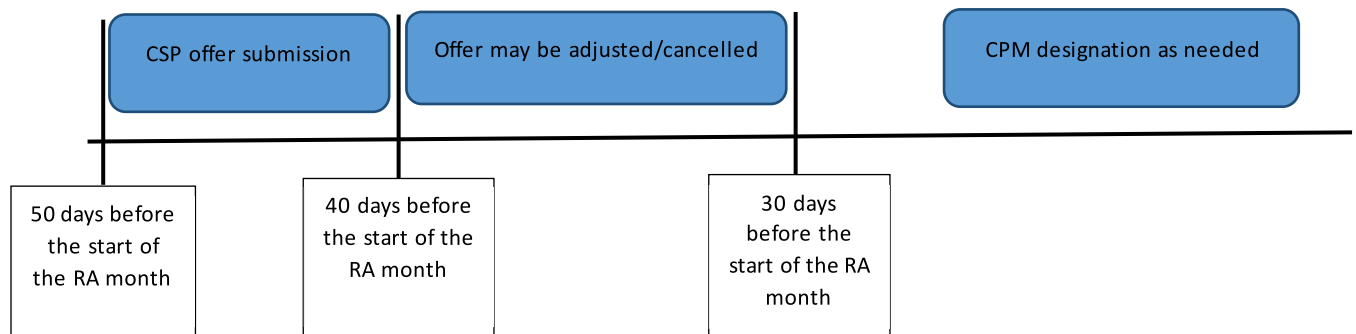 CSP offer submission
Offer may be adjusted/cancelled
CPM designation as needed
50 days before
the start of
the RA month
40 days before
the start of the
RA month
30 days
before the
start of the RA
month